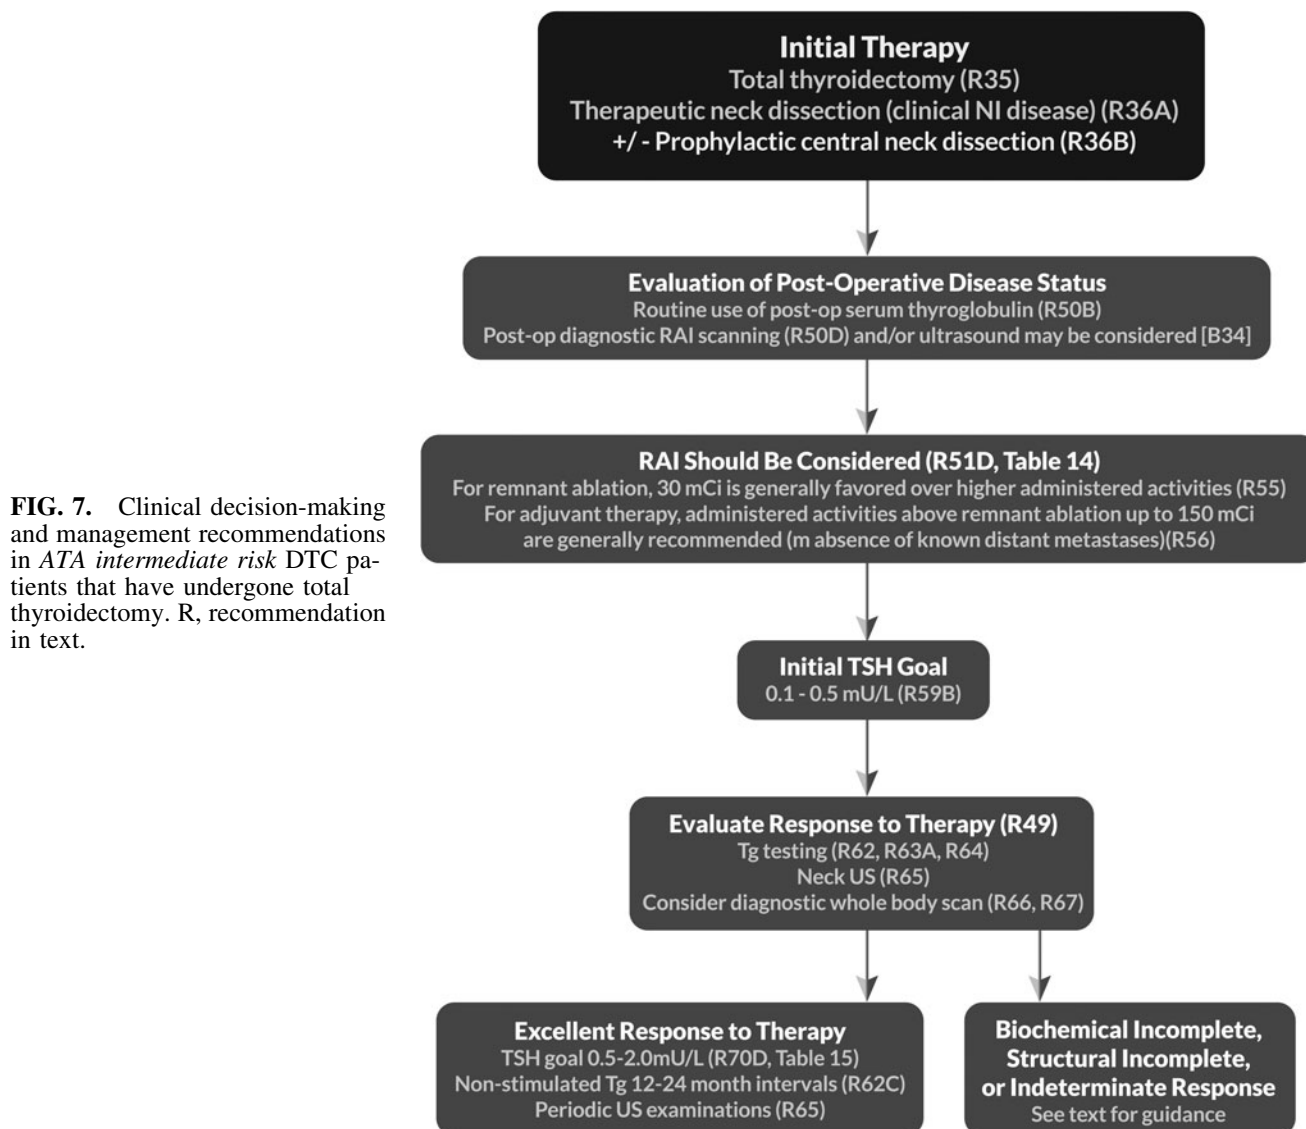 Initial Therapy
Total thyroidectomy (R35)
Therapeutic neck dissection (clinical NI disease) (R36A)
+/ - Prophylactic central neck dissection (R36B)
Evaluation of Post-Operative Disease Status
Routine use of post-op serum thyroglobulin (R50B)
Post-op diagnostic RAI scanning (R50D) and/or ultrasound may be considered [B34]
RAI Should Be Considered (R51D, Table 14)
For remnant ablation, 30 mCi is generally favored over higher administered activities (R55)
For adjuvant therapy, administered activities above remnant ablation up to 150 mCi
are generally recommended (m absence of known distant metastases)(R56)
FIG. 7. Clinical decision-making
and management recommendations
in ATA intermediate risk DTC pa-
tients that have undergone total
thyroidectomy. R, recommendation
in text.
Initial TSH Goal
0.1 - 0.5 mU/L (R59B)
Evaluate Response to Therapy (R49)
Tg testing (R62, R63A, R64)
Neck US (R65)
Consider diagnostic whole body scan (R66, R67)
Excellent Response to Therapy
TSH goal 0.5-2.0mU/L (R70D, Table 15)
Non-stimulated Tg 12-24 month intervals (R62C)
Periodic US examinations (R65)
Biochemical Incomplete,
Structural Incomplete,
or Indeterminate Response
See text for guidance